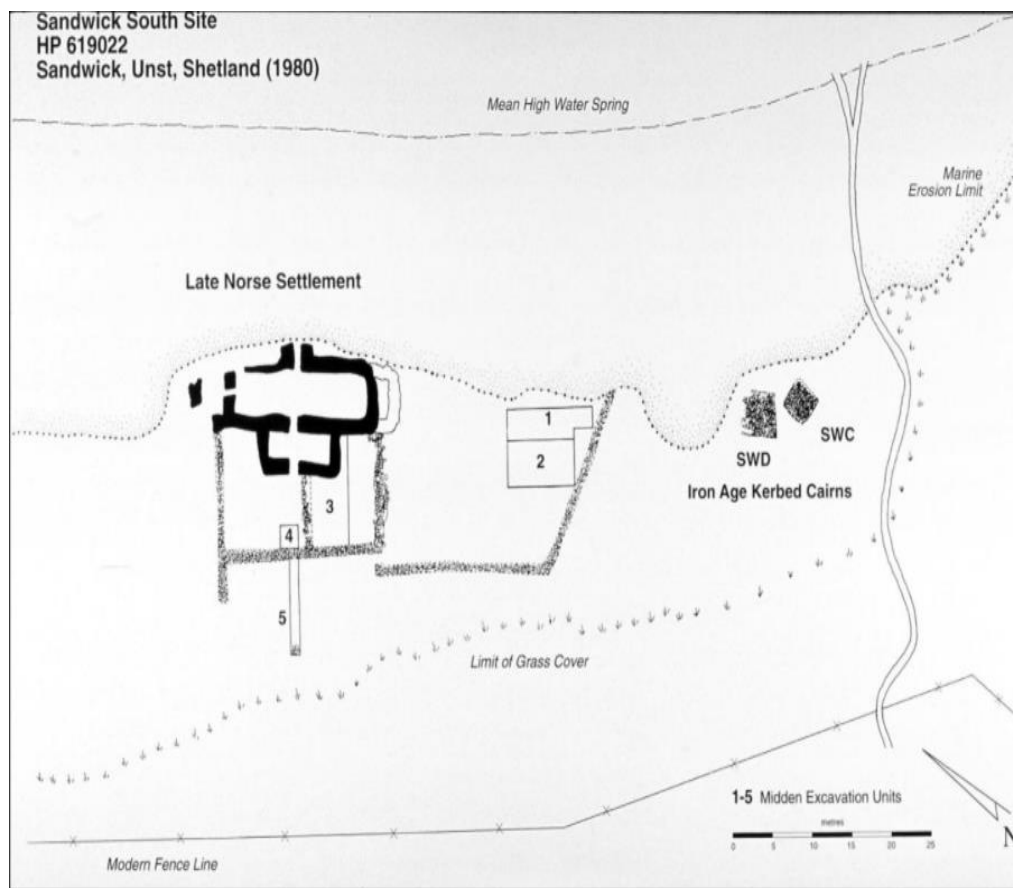 Sandwick South Site
HP 619022
Sandwick, Unst, Shetland (1980)
Mean High Water Spring
Marine
Erosion Limit
Late Norse Settlement
1
2
3
4
5
SWC
SWD
Iron Age Kerbed Cairns
Limit of Grass Cover
1-5 Midden Excavation Units
metres
0 5 10 15 20 25
N
Modern Fence Line